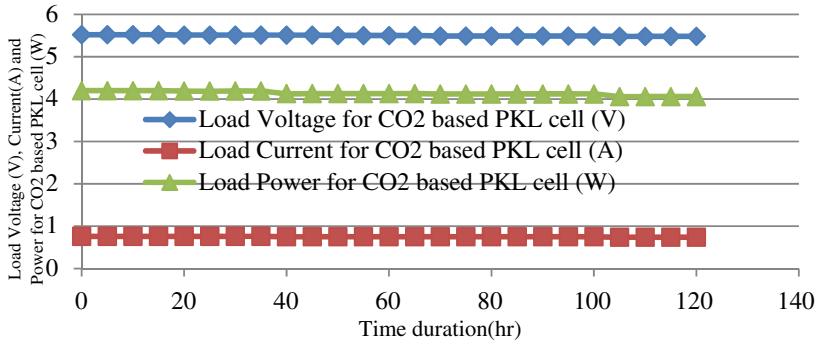 Load Voltage (V), Current(A) and
Power for CO2 based PKL cell (W)
6
5
4
3
2
1
0
Load Voltage for CO2 based PKL cell (V)
Load Current for CO2 based PKL cell (A)
Load Power for CO2 based PKL cell (W)
0 20 40 60 80 100 120 140
Time duration(hr)